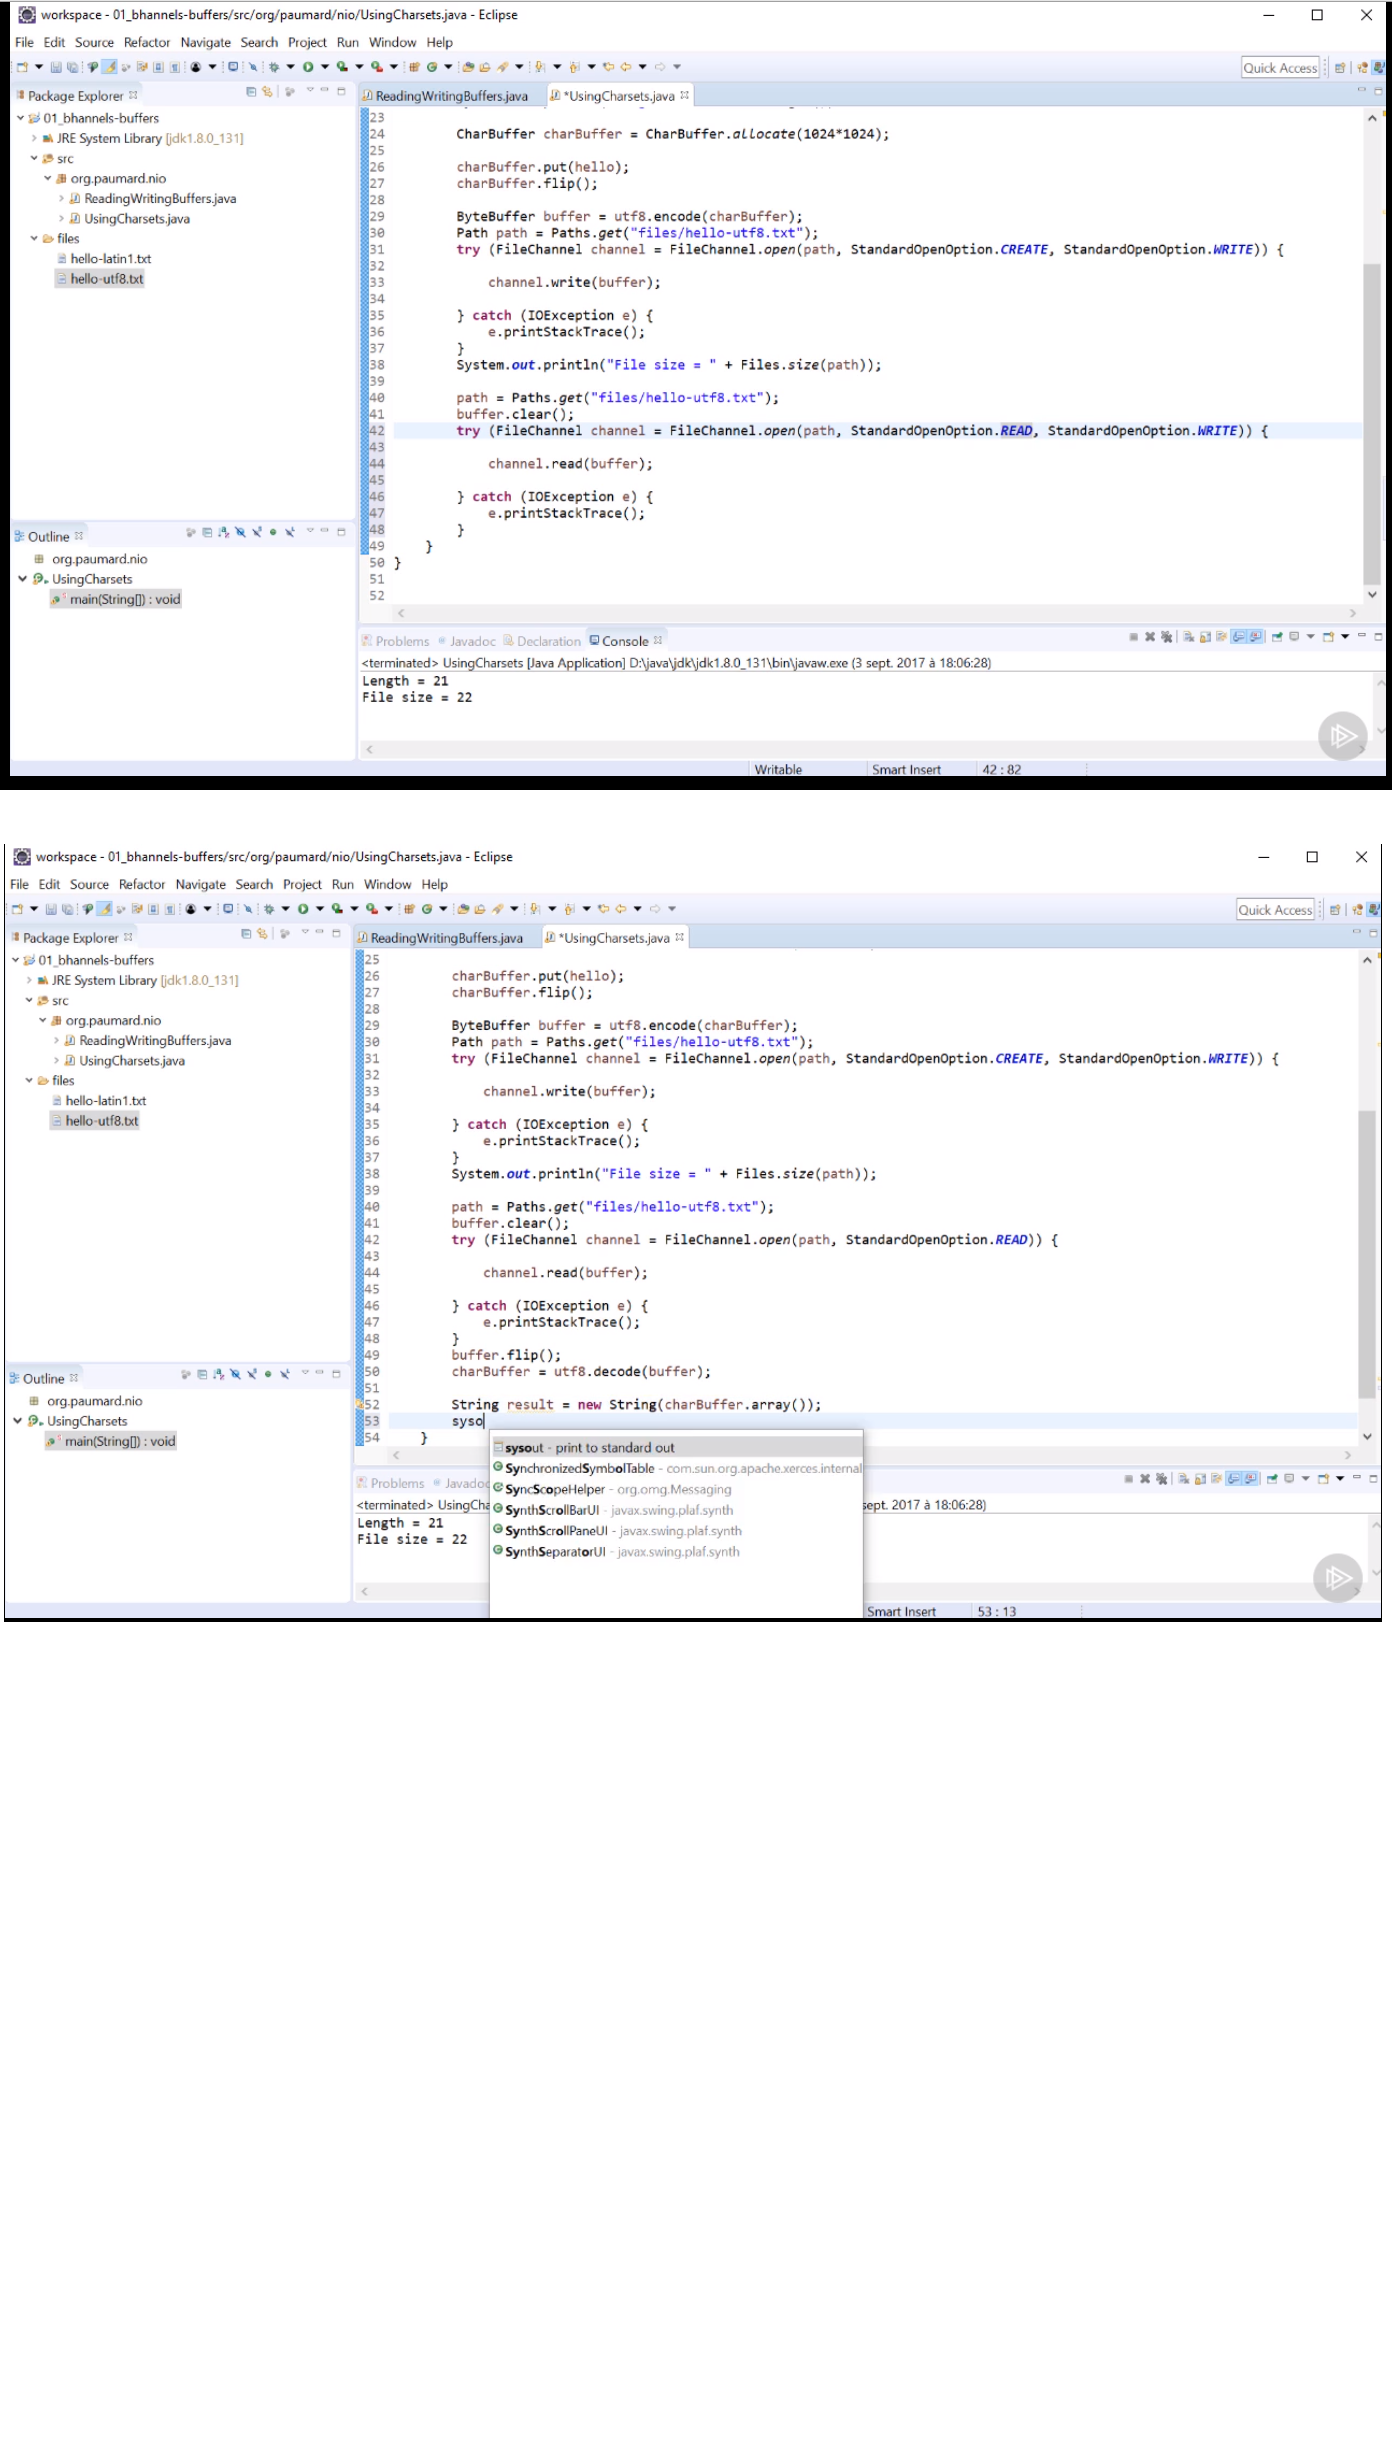 workspace - 01_bhannels-buffers/src/org/paumard/nio/UsingCharsets.java - Eclipse
File Edit Source Refactor Navigate Search Project Run Window Help
Quick Access
Package Explorer
01_bhannels-buffers
JRE System Library [jdk1.8.0_131]
src
org.paumard.nio
ReadingWritingBuffers.java
UsingCharsets.java
files
hello-latin1.txt
hello-utf8.txt
Outline
org.paumard.nio
UsingCharsets
main(String[]) : void
ReadingWritingBuffers.java *UsingCharsets.java
23
24 CharBuffer charBuffer = CharBuffer.allocate(1024*1024);
25
26 charBuffer.put(hello);
27 charBuffer.flip();
28
29 ByteBuffer buffer = utf8.encode(charBuffer);
30 Path path = Paths.get("files/hello-utf8.txt");
31 try (FileChannel channel = FileChannel.open(path, StandardOpenOption.CREATE, StandardOpenOption.WRITE)) {
32
33 channel.write(buffer);
34
35 } catch (IOException e) {
36 e.printStackTrace();
37 }
38 System.out.println("File size = " + Files.size(path));
39
40 path = Paths.get("files/hello-utf8.txt");
41 buffer.clear();
42 try (FileChannel channel = FileChannel.open(path, StandardOpenOption.READ, StandardOpenOption.WRITE)) {
43
44 channel.read(buffer);
45
46 } catch (IOException e) {
47 e.printStackTrace();
48 }
49 }
50 }
51
52
Problems Javadoc Declaration Console
<terminated> UsingCharsets [Java Application] D:\java\jdk\jdk1.8.0_131\bin\javaw.exe (3 sept. 2017 à 18:06:28)
Length = 21
File size = 22
Writable Smart Insert 42 : 82
workspace - 01_bhannels-buffers/src/org/paumard/nio/UsingCharsets.java - Eclipse
File Edit Source Refactor Navigate Search Project Run Window Help
Quick Access
Package Explorer
01_bhannels-buffers
JRE System Library [jdk1.8.0_131]
src
org.paumard.nio
ReadingWritingBuffers.java
UsingCharsets.java
files
hello-latin1.txt
hello-utf8.txt
Outline
org.paumard.nio
UsingCharsets
main(String[]) : void
ReadingWritingBuffers.java *UsingCharsets.java
25
26 charBuffer.put(hello);
27 charBuffer.flip();
28
29 ByteBuffer buffer = utf8.encode(charBuffer);
30 Path path = Paths.get("files/hello-utf8.txt");
31 try (FileChannel channel = FileChannel.open(path, StandardOpenOption.CREATE, StandardOpenOption.WRITE)) {
32
33 channel.write(buffer);
34
35 } catch (IOException e) {
36 e.printStackTrace();
37 }
38 System.out.println("File size = " + Files.size(path));
39
40 path = Paths.get("files/hello-utf8.txt");
41 buffer.clear();
42 try (FileChannel channel = FileChannel.open(path, StandardOpenOption.READ)) {
43
44 channel.read(buffer);
45
46 } catch (IOException e) {
47 e.printStackTrace();
48 }
49 buffer.flip();
50 charBuffer = utf8.decode(buffer);
51
52 String result = new String(charBuffer.array());
53 syso
54 }
sysout - print to standard out
SynchronizedSymbolTable - com.sun.org.apache.xerces.internal
SyncScopeHelper - org.omg.Messaging
SynthScrollBarUI - javax.swing.plaf.synth
SynthScrollPaneUI - javax.swing.plaf.synth
SynthSeparatorUI - javax.swing.plaf.synth
Problems Javadoc
<terminated> UsingCha sept. 2017 à 18:06:28)
Length = 21
File size = 22
Smart Insert 53 : 13